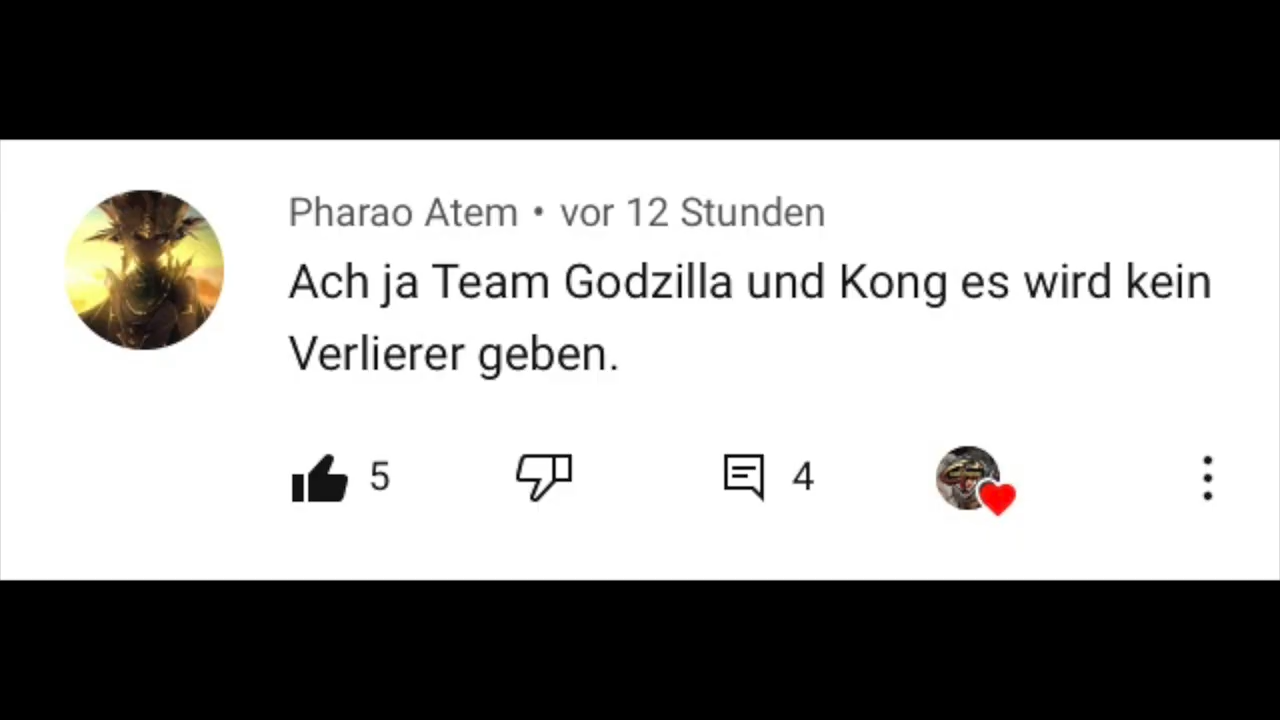 Pharao Atem • vor 12 Stunden
Ach ja Team Godzilla und Kong es wird kein
Verlierer geben.
5 4